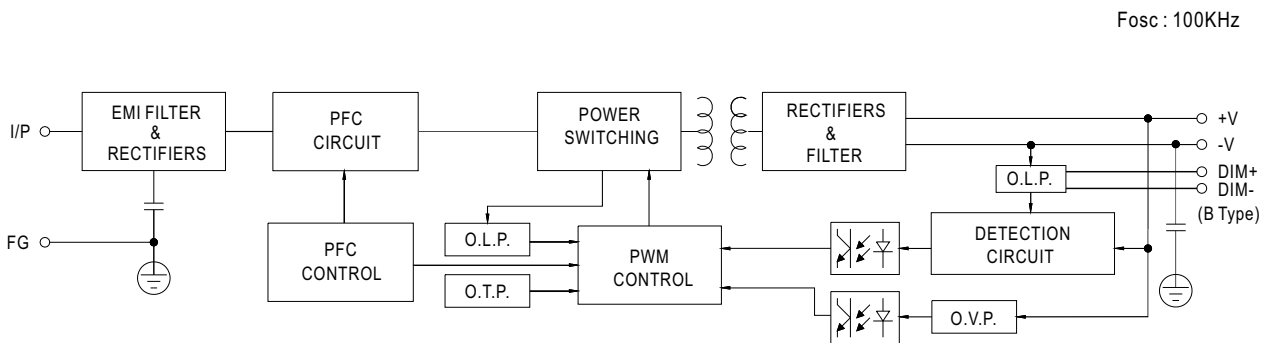 Fosc : 100KHz
I/P
EMI FILTER
&
RECTIFIERS
PFC
CIRCUIT
POWER
SWITCHING
RECTIFIERS
&
FILTER
+V
-V
O.L.P.
DIM+
DIM-
(B Type)
FG
PFC
CONTROL
O.L.P.
O.T.P.
PWM
CONTROL
DETECTION
CIRCUIT
O.V.P.